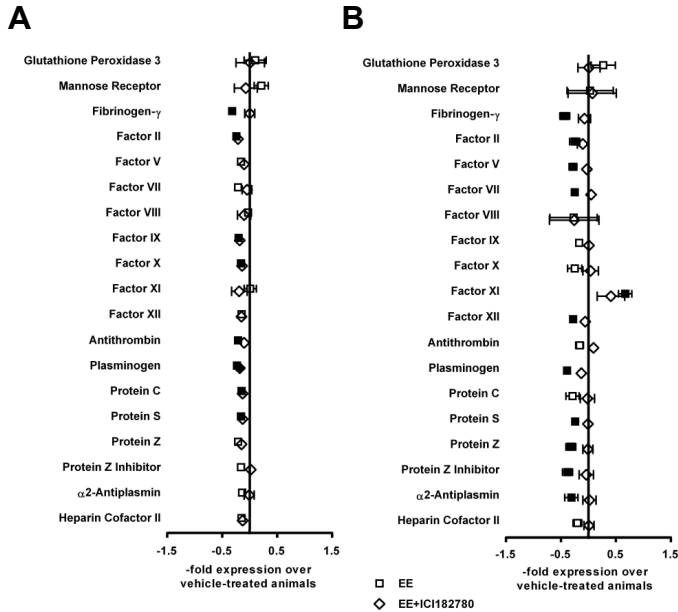 A
Glutathione Peroxidase 3
Mannose Receptor
Fibrinogen-γ
Factor II
Factor V
Factor VII
Factor VIII
Factor IX
Factor X
Factor XI
Factor XII
Antithrombin
Plasminogen
Protein C
Protein S
Protein Z
Protein Z Inhibitor
α2-Antiplasmin
Heparin Cofactor II
-1.5 -0.5 0.5 1.5
-fold expression over
vehicle-treated animals
B
Glutathione Peroxidase 3
Mannose Receptor
Fibrinogen-γ
Factor II
Factor V
Factor VII
Factor VIII
Factor IX
Factor X
Factor XI
Factor XII
Antithrombin
Plasminogen
Protein C
Protein S
Protein Z
Protein Z Inhibitor
α2-Antiplasmin
Heparin Cofactor II
-1.5 -0.5 0.5 1.5
-fold expression over
vehicle-treated animals
EE
EE+ICI182780